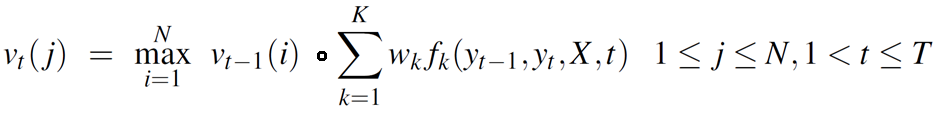 v_t(j) = max_{i=1}^{N} v_{t−1}(i) ∘ ∑_{k=1}^{K} w_k f_k(y_{t−1}, y_t, X, t) 1 ≤ j ≤ N, 1 < t ≤ T